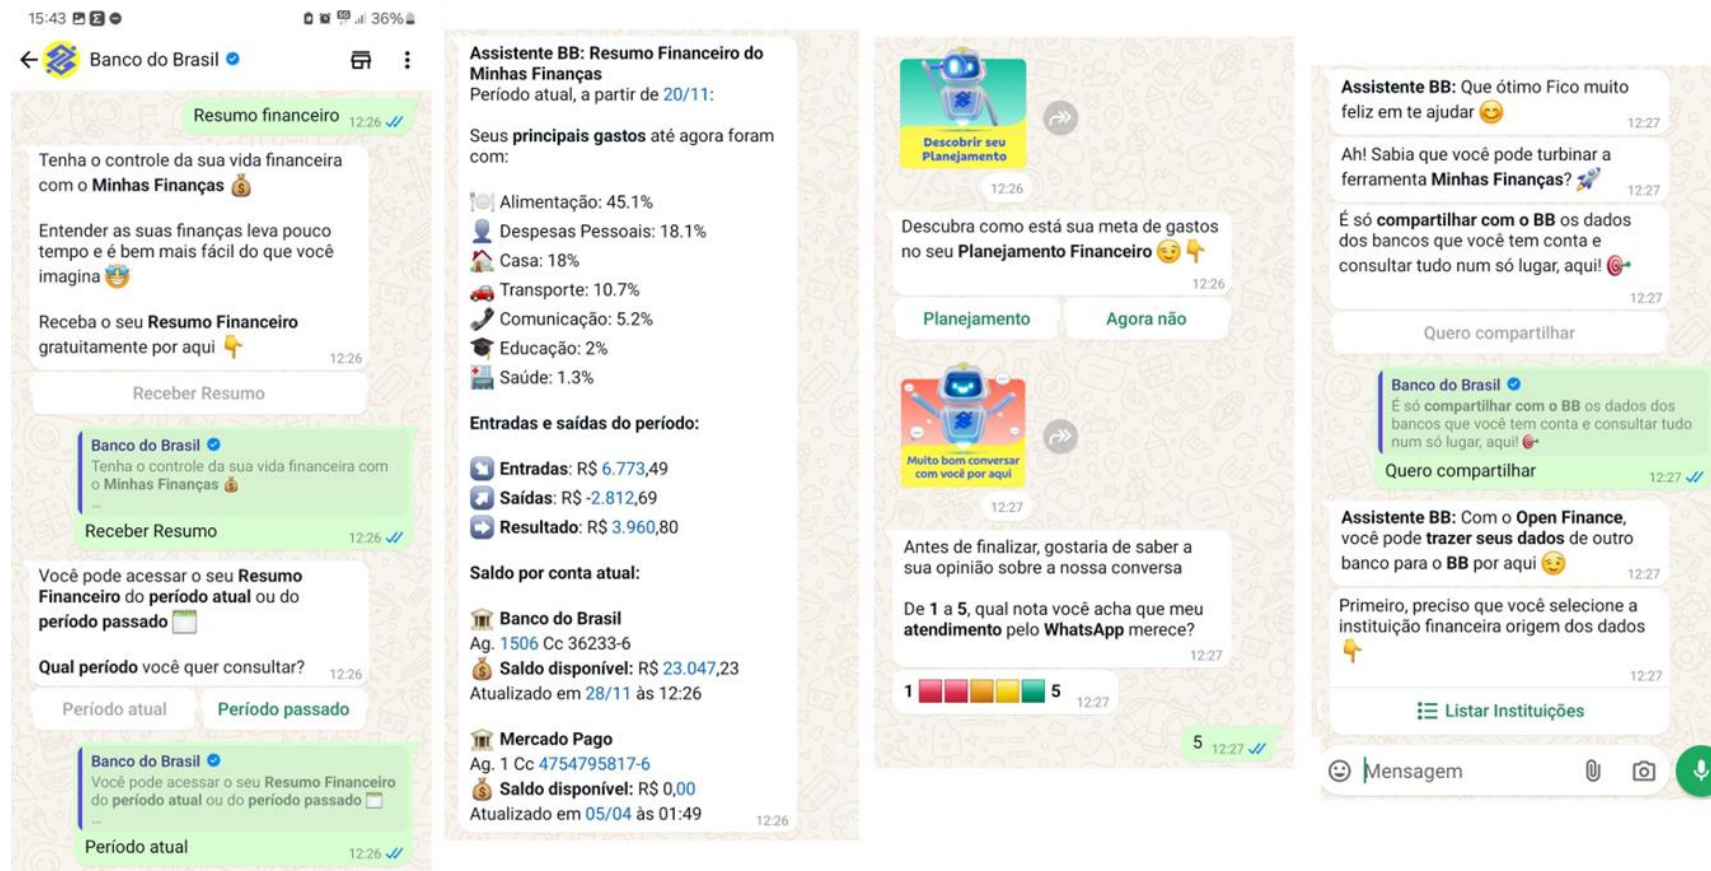 15:43
5G
36%
Banco do Brasil
Resumo financeiro 12:26
Tenha o controle da sua vida financeira
com o Minhas Finanças
Entender as suas finanças leva pouco
tempo e é bem mais fácil do que você
imagina
Receba o seu Resumo Financeiro
gratuitamente por aqui
12:26
Receber Resumo
Banco do Brasil
Tenha o controle da sua vida financeira com
o Minhas Finanças
...
Receber Resumo
12:26
Você pode acessar o seu Resumo
Financeiro do período atual ou do
período passado
Qual período você quer consultar?
12:26
Período atual
Período passado
Banco do Brasil
Você pode acessar o seu Resumo Financeiro
do período atual ou do período passado
...
Período atual
12:26
Assistente BB: Resumo Financeiro do
Minhas Finanças
Período atual, a partir de 20/11:
Seus principais gastos até agora foram
com:
Alimentação: 45.1%
Despesas Pessoais: 18.1%
Casa: 18%
Transporte: 10.7%
Comunicação: 5.2%
Educação: 2%
Saúde: 1.3%
Entradas e saídas do período:
Entradas: R$ 6.773,49
Saídas: R$ -2.812,69
Resultado: R$ 3.960,80
Saldo por conta atual:
Banco do Brasil
Ag. 1506 Cc 36233-6
Saldo disponível: R$ 23.047,23
Atualizado em 28/11 às 12:26
Mercado Pago
Ag. 1 Cc 4754795817-6
Saldo disponível: R$ 0,00
Atualizado em 05/04 às 01:49
12:26
Descobrir seu
Planejamento
12:26
Descubra como está sua meta de gastos
no seu Planejamento Financeiro
12:26
Planejamento
Agora não
Muito bom conversar
com você por aqui
12:27
Antes de finalizar, gostaria de saber a
sua opinião sobre a nossa conversa
De 1 a 5, qual nota você acha que meu
atendimento pelo WhatsApp merece?
12:27
1 5
12:27
5 12:27
Assistente BB: Que ótimo Fico muito
feliz em te ajudar
12:27
Ah! Sabia que você pode turbinar a
ferramenta Minhas Finanças?
12:27
É só compartilhar com o BB os dados
dos bancos que você tem conta e
consultar tudo num só lugar, aqui!
12:27
Quero compartilhar
Banco do Brasil
É só compartilhar com o BB os dados dos
bancos que você tem conta e consultar tudo
num só lugar, aqui!
Quero compartilhar
12:27
Assistente BB: Com o Open Finance,
você pode trazer seus dados de outro
banco para o BB por aqui
12:27
Primeiro, preciso que você selecione a
instituição financeira origem dos dados
12:27
Listar Instituições
Mensagem